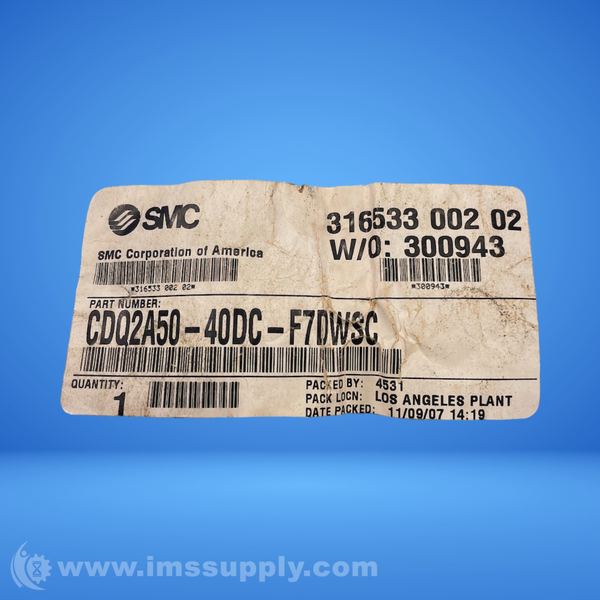 SMC
316533 002 02
SMC Corporation of America
W/O: 300943
*316533 002 02*
*300943*
PART NUMBER:
CDQ2A50-40DC-F7DWSC
QUANTITY:
1
PACKED BY: 4531
PACK LOCN: LOS ANGELES PLANT
DATE PACKED: 11/09/07 14:19
www.imssupply.com